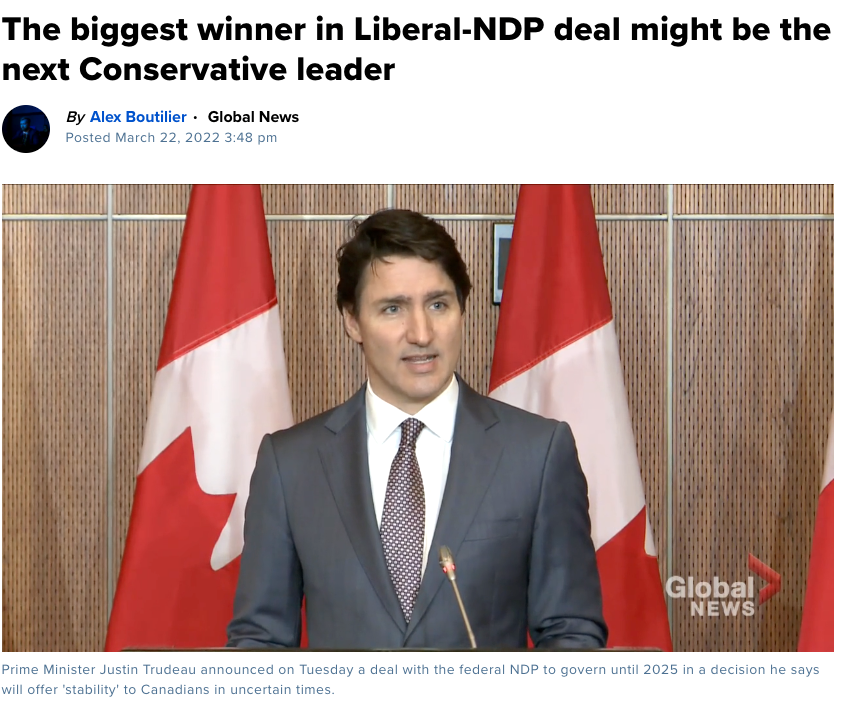 The biggest winner in Liberal-NDP deal might be the
next Conservative leader
By Alex Boutilier • Global News
Posted March 22, 2022 3:48 pm
Global
NEWS
Prime Minister Justin Trudeau announced on Tuesday a deal with the federal NDP to govern until 2025 in a decision he says
will offer 'stability' to Canadians in uncertain times.